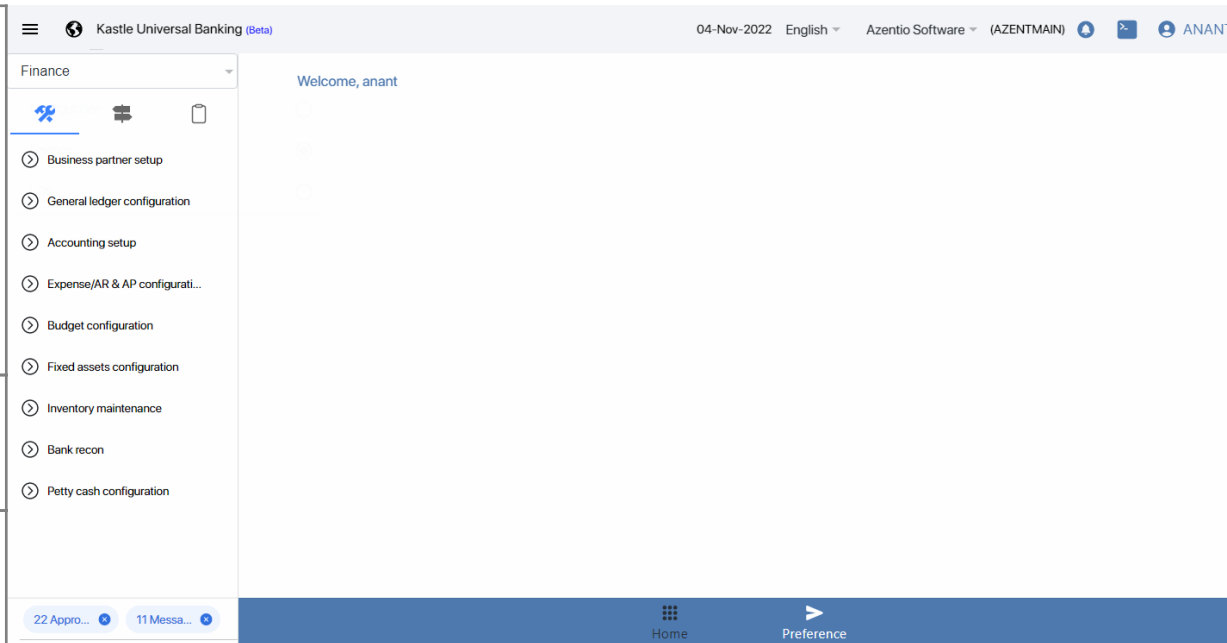 Kastle Universal Banking (Beta)
04-Nov-2022 English Azentio Software (AZENTMAIN) ANANT
Finance
Welcome, anant
Business partner setup
General ledger configuration
Accounting setup
Expense/AR & AP configurati...
Budget configuration
Fixed assets configuration
Inventory maintenance
Bank recon
Petty cash configuration
22 Appro... 11 Messa...
Home Preference